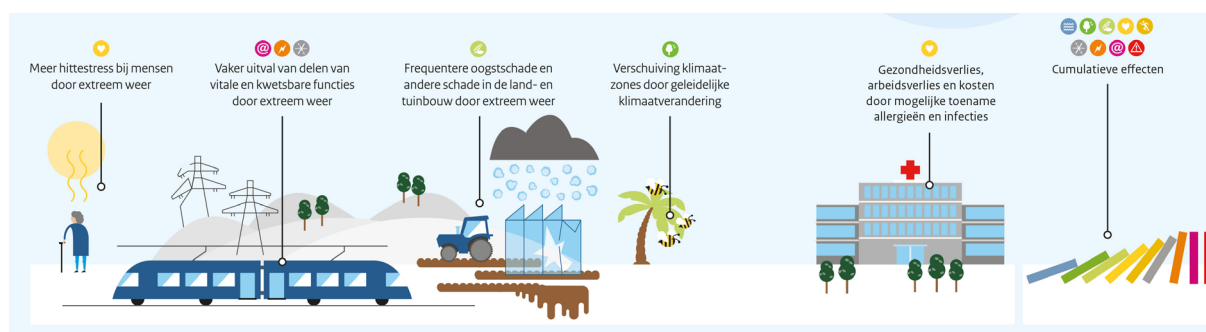 Meer hittestress bij mensen
door extreem weer
Vaker uitval van delen van
vitale en kwetsbare functies
door extreem weer
Frequentere oogstschade en
andere schade in de land- en
tuinbouw door extreem weer
Verschuiving klimaat-
zones door geleidelijke
klimaatverandering
Gezondheidsverlies,
arbeidsverlies en kosten
door mogelijke toename
allergieën en infecties
Cumulatieve effecten